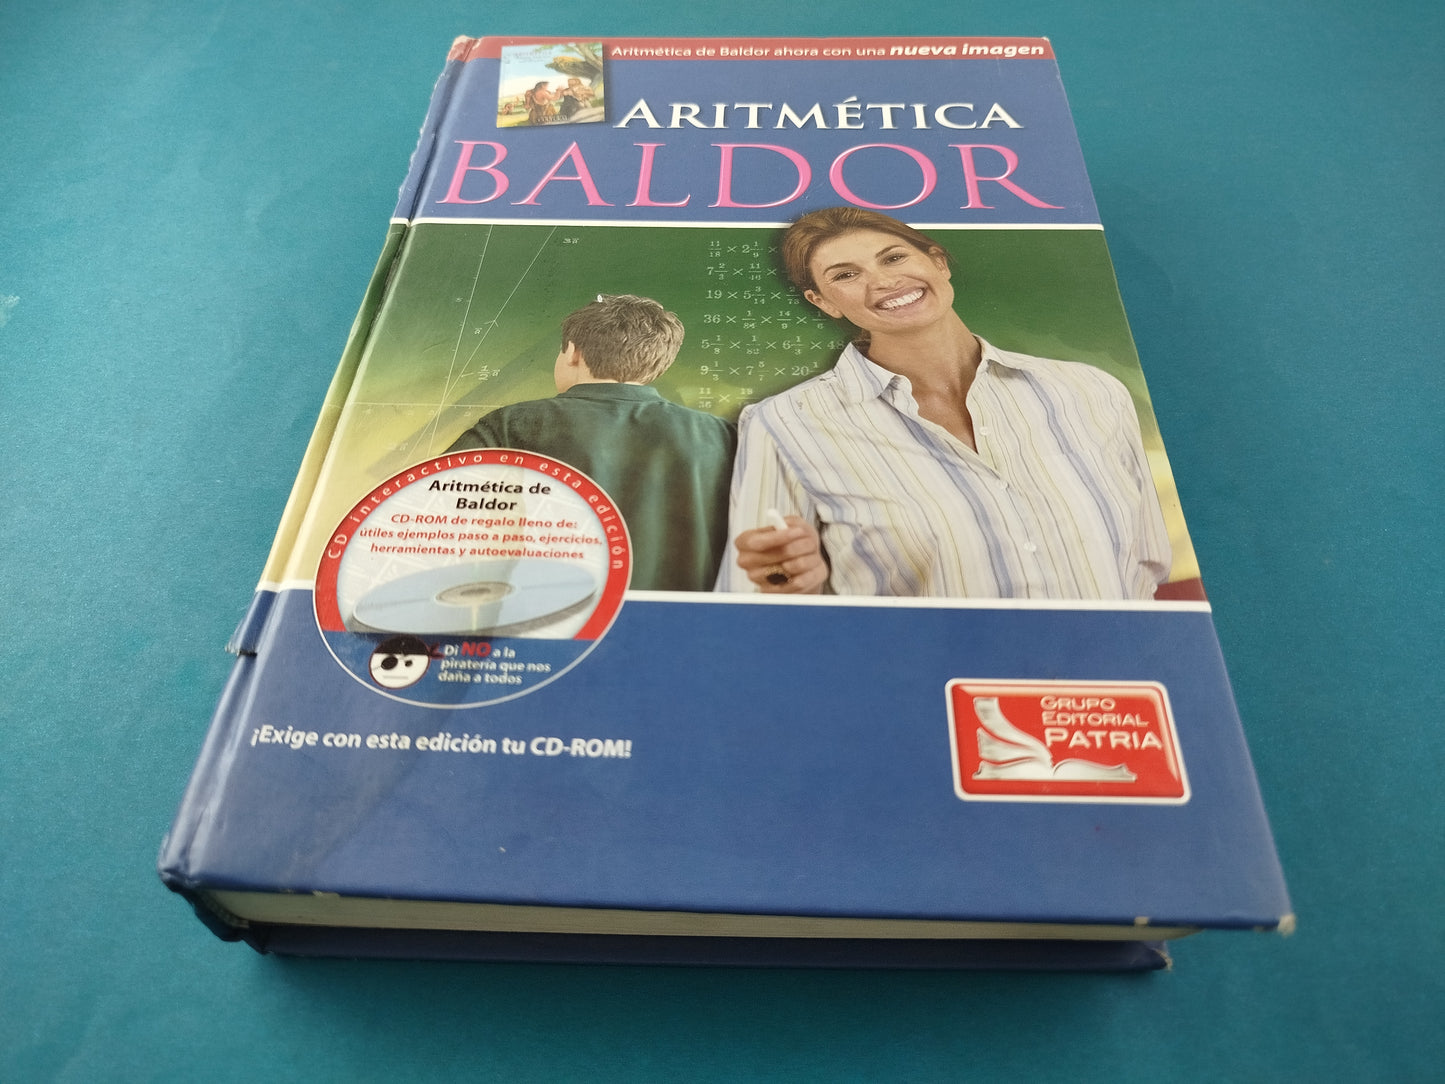 Aritmética de Baldor ahora con una nueva imagen
ARITMÉTICA
BALDOR
CD interactivo en esta edición
Aritmética de
Baldor
CD-ROM de regalo lleno de:
útiles ejemplos paso a paso, ejercicios,
herramientas y autoevaluaciones
Di NO a la
piratería que nos
daña a todos
¡Exige con esta edición tu CD-ROM!
GRUPO
EDITORIAL
PATRIA